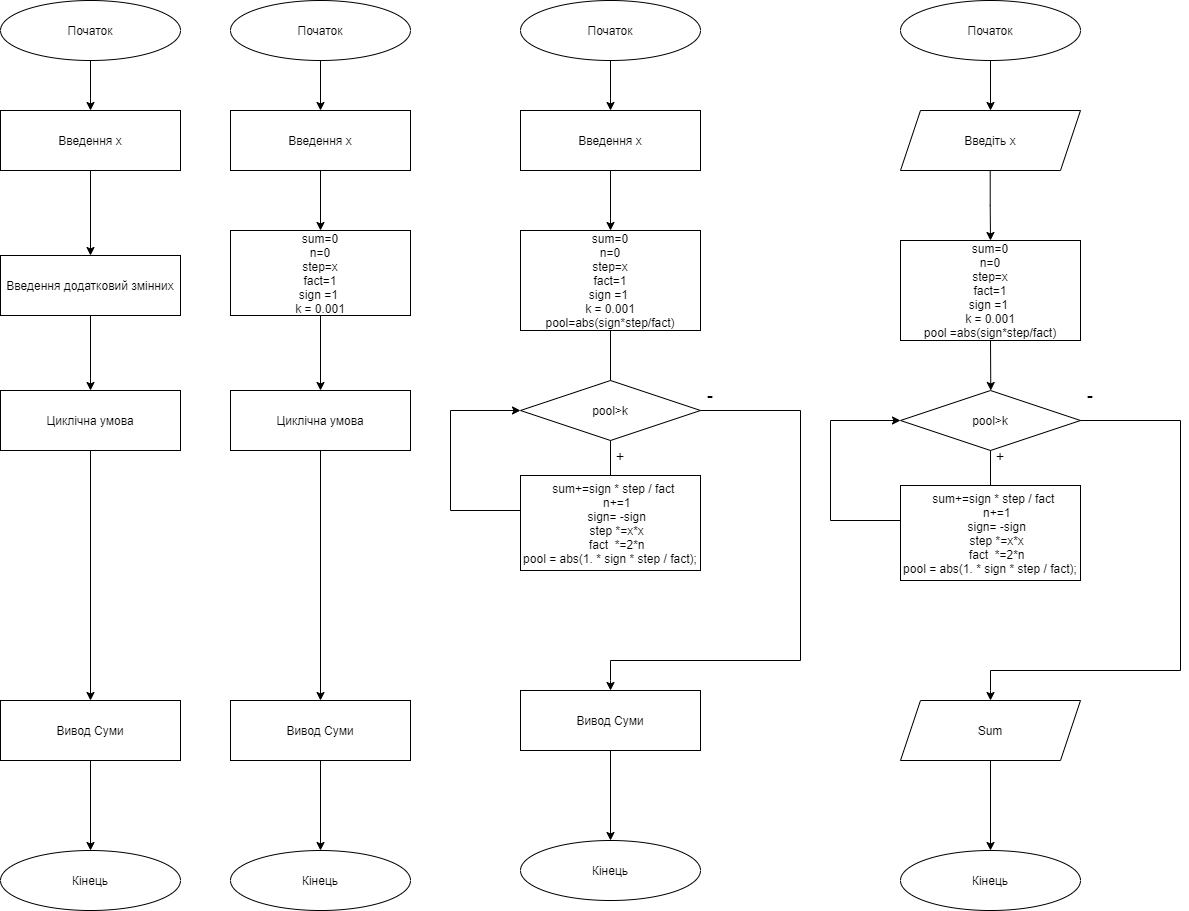 Початок
Введення x
Введення додатковий змінних
Циклічна умова
Вивод Суми
Кінець
Початок
Введення x
sum=0
n=0
step=x
fact=1
sign =1
k = 0.001
Циклічна умова
Вивод Суми
Кінець
Початок
Введення x
sum=0
n=0
step=x
fact=1
sign =1
k = 0.001
pool=abs(sign*step/fact)
pool>k
-
+
sum+=sign * step / fact
n+=1
sign= -sign
step *=x*x
fact *=2*n
pool = abs(1. * sign * step / fact);
Вивод Суми
Кінець
Початок
Введіть x
sum=0
n=0
step=x
fact=1
sign =1
k = 0.001
pool =abs(sign*step/fact)
pool>k
-
+
sum+=sign * step / fact
n+=1
sign= -sign
step *=x*x
fact *=2*n
pool = abs(1. * sign * step / fact);
Sum
Кінець